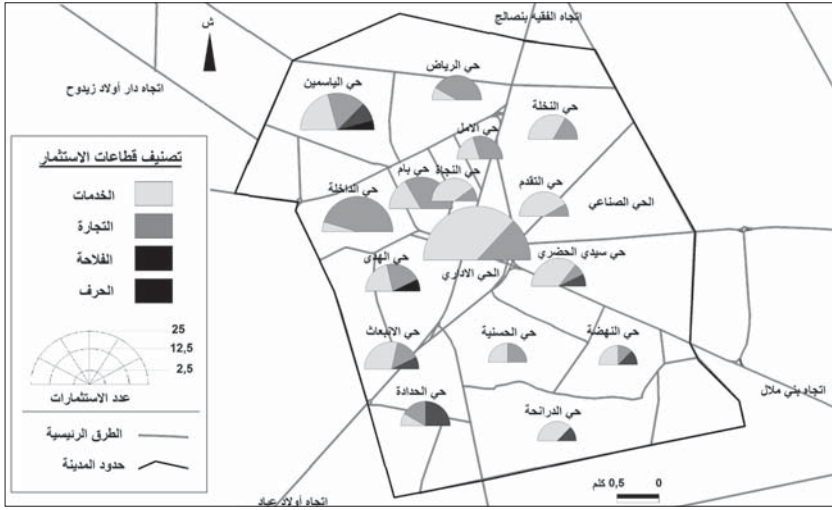 اتجاه الفقيه بنصالح
ش
حي الرياض
اتجاه دار أولاد زيدوح
حي الياسمين
حي النخلة
حي الامل
تصنيف قطاعات الاستثمار
الخدمات
التجارة
الفلاحة
الحرف
25
12,5
2,5
عدد الاستثمارات
الطرق الرئيسية
حدود المدينة
حي النجاة
حي يام
حي التقدم
حي الداخلة
الحي الصناعي
حي سيدي الحضري
حي الهدى
الحي الاداري
حي الانبعاث
حي الحسنية
حي النهضة
حي الحدادة
حي الدرانحة
اتجاه بني ملال
0 0,5 كلم
اتجاه أولاد عياد